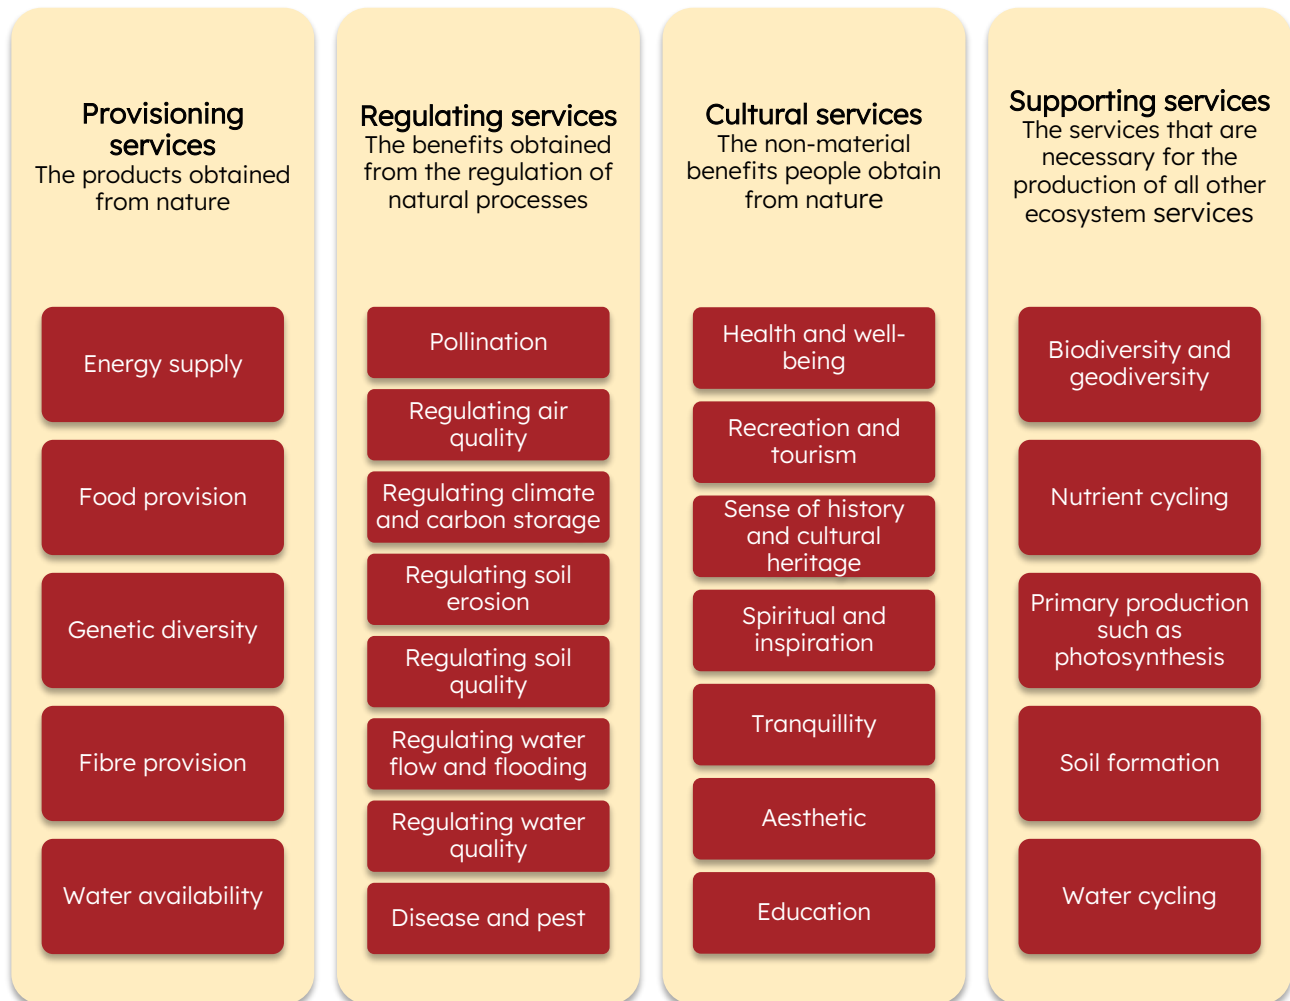 Provisioning
services
The products obtained
from nature
Energy supply
Food provision
Genetic diversity
Fibre provision
Water availability
Regulating services
The benefits obtained
from the regulation of
natural processes
Pollination
Regulating air
quality
Regulating climate
and carbon storage
Regulating soil
erosion
Regulating soil
quality
Regulating water
flow and flooding
Regulating water
quality
Disease and pest
Cultural services
The non-material
benefits people obtain
from nature
Health and well-
being
Recreation and
tourism
Sense of history
and cultural
heritage
Spiritual and
inspiration
Tranquillity
Aesthetic
Education
Supporting services
The services that are
necessary for the
production of all other
ecosystem services
Biodiversity and
geodiversity
Nutrient cycling
Primary production
such as
photosynthesis
Soil formation
Water cycling